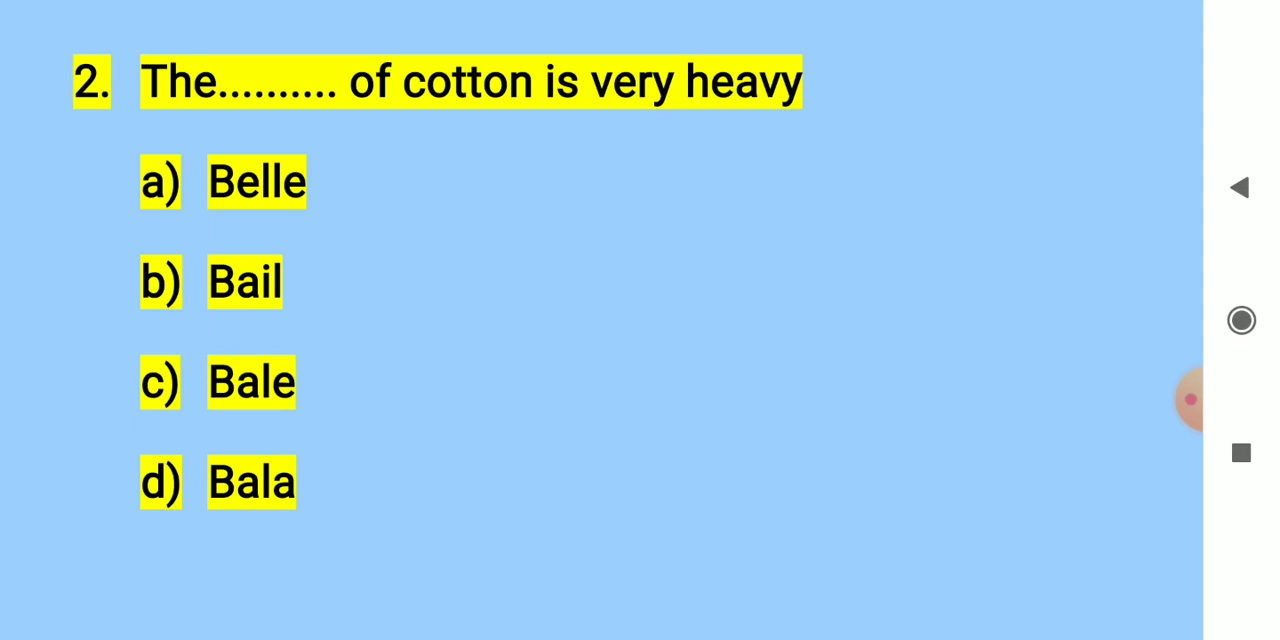 2. The.......... of cotton is very heavy
a) Belle
b) Bail
c) Bale
d) Bala